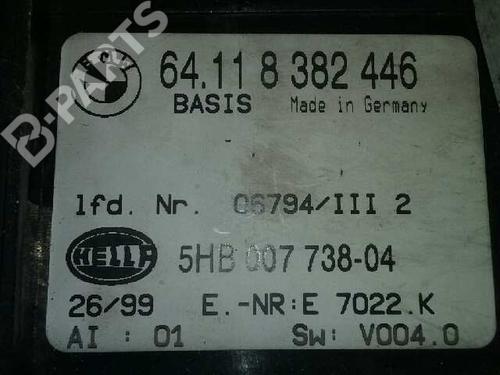 B-PARTS
BMW
64.11 8 382 446
BASIS Made in Germany
lfd. Nr. 06794/III 2
HELLA 5HB 007 738-04
26/99 E.-NR:E 7022.K
AI : 01 SW: V004.0